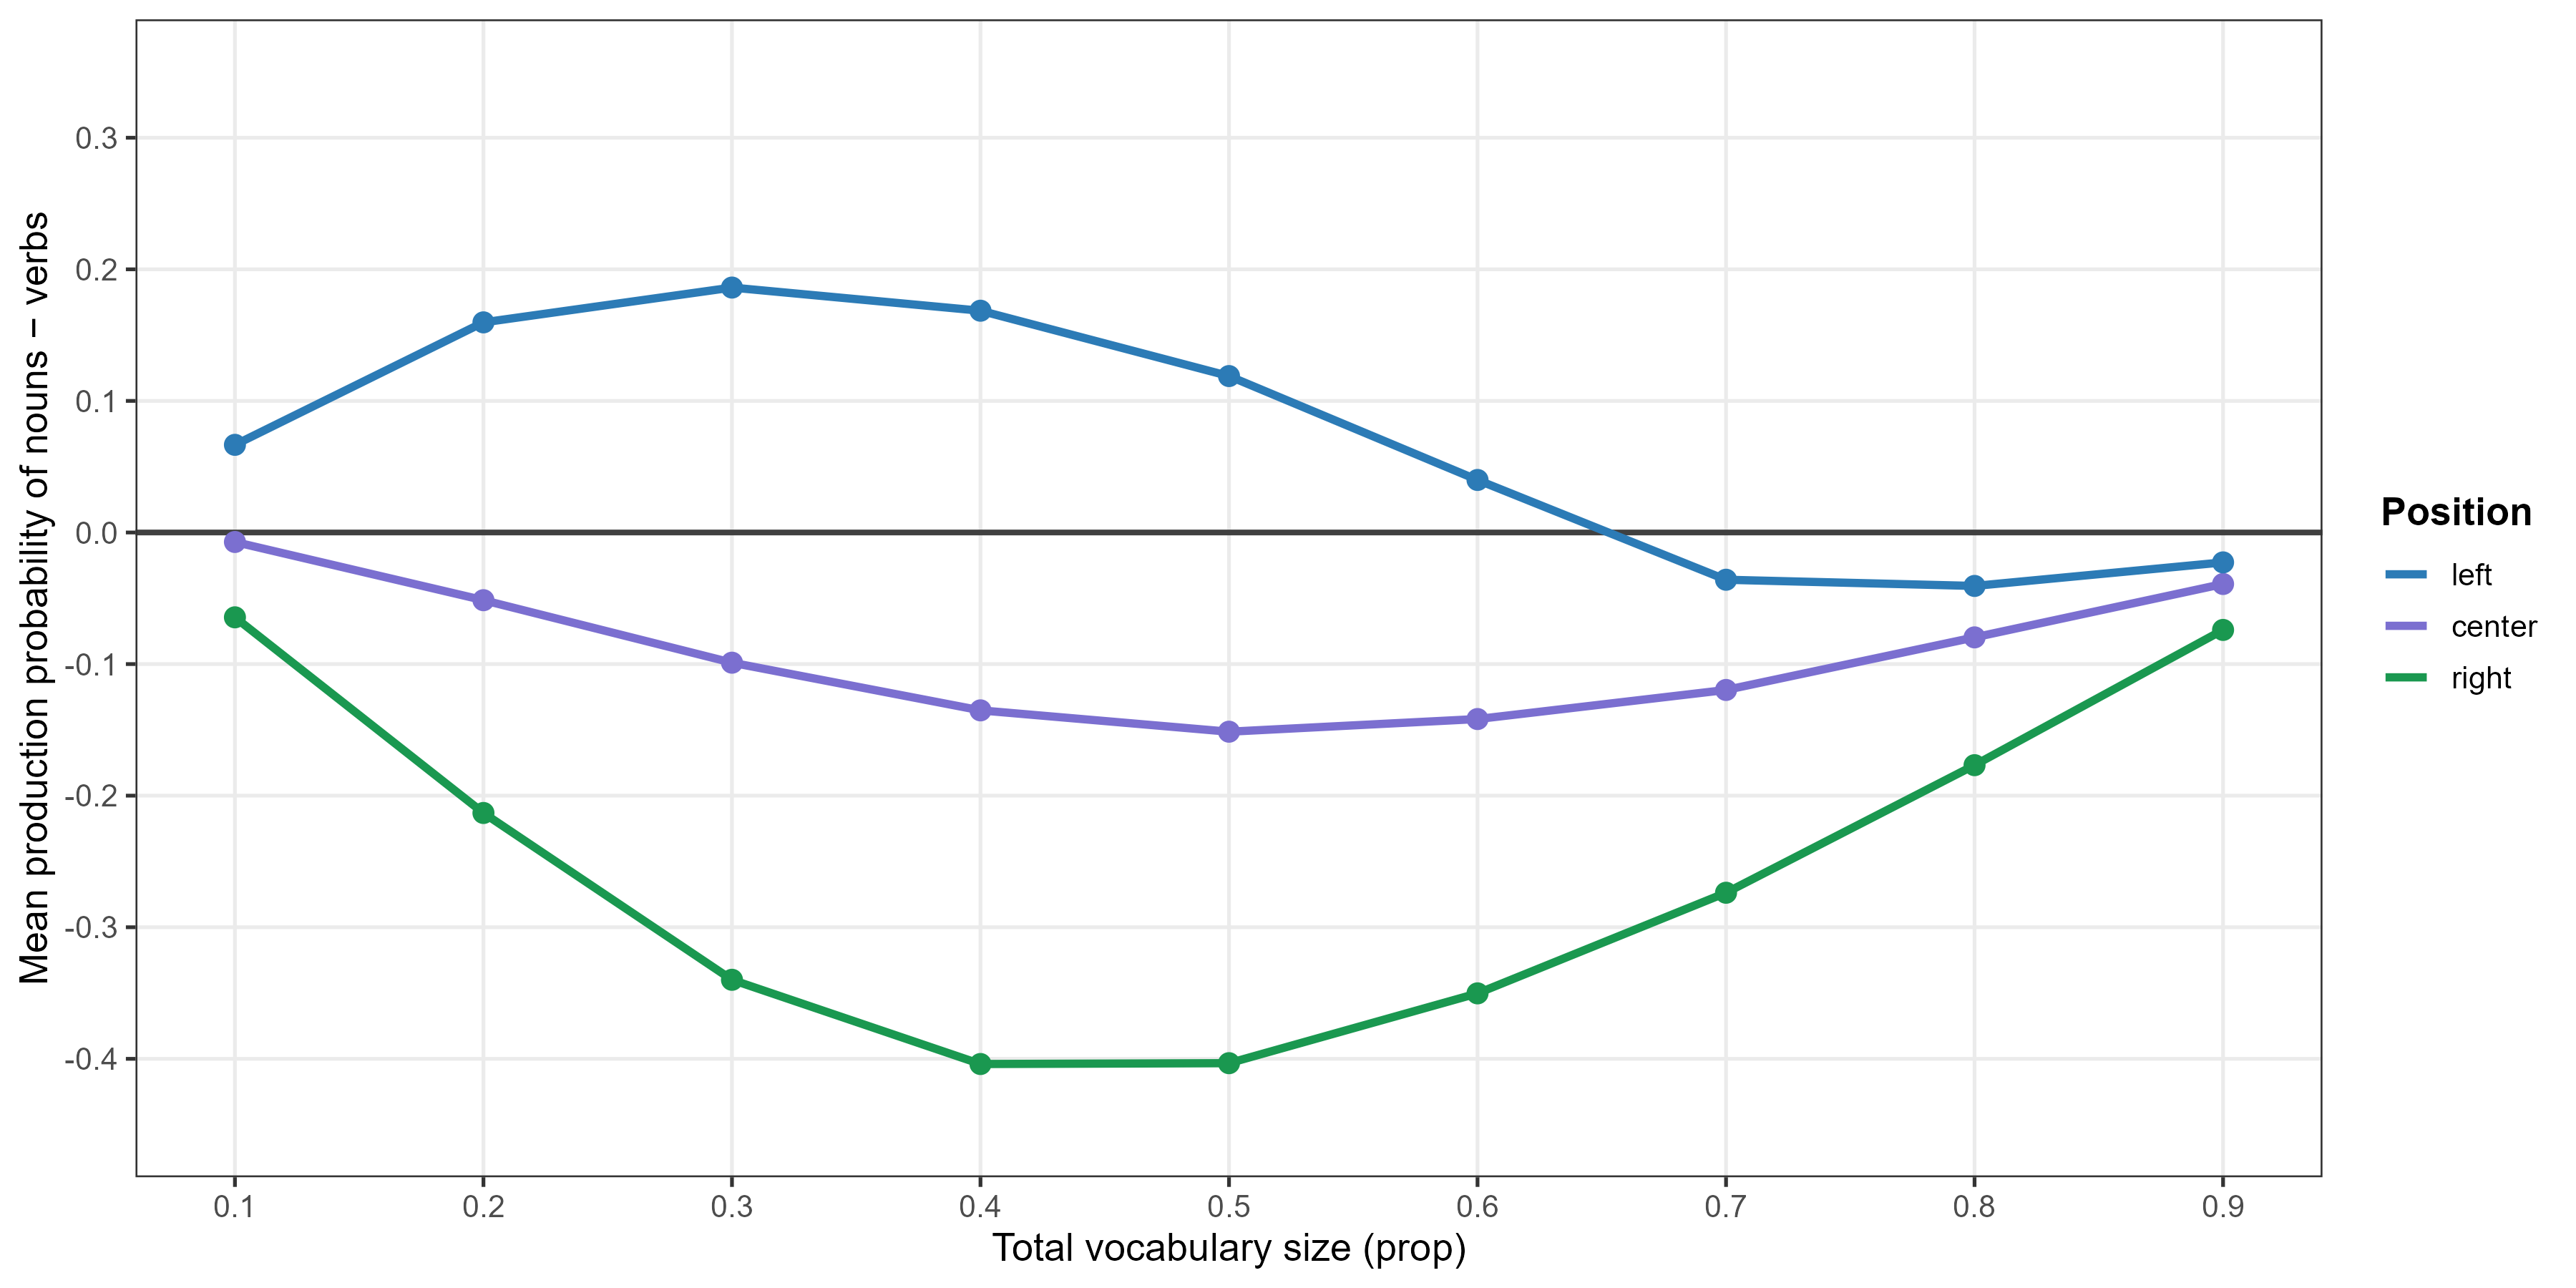 Mean production probability of nouns − verbs
0.3
0.2
0.1
0.0
-0.1
-0.2
-0.3
-0.4
0.1 0.2 0.3 0.4 0.5 0.6 0.7 0.8 0.9
Total vocabulary size (prop)
Position
left
center
right